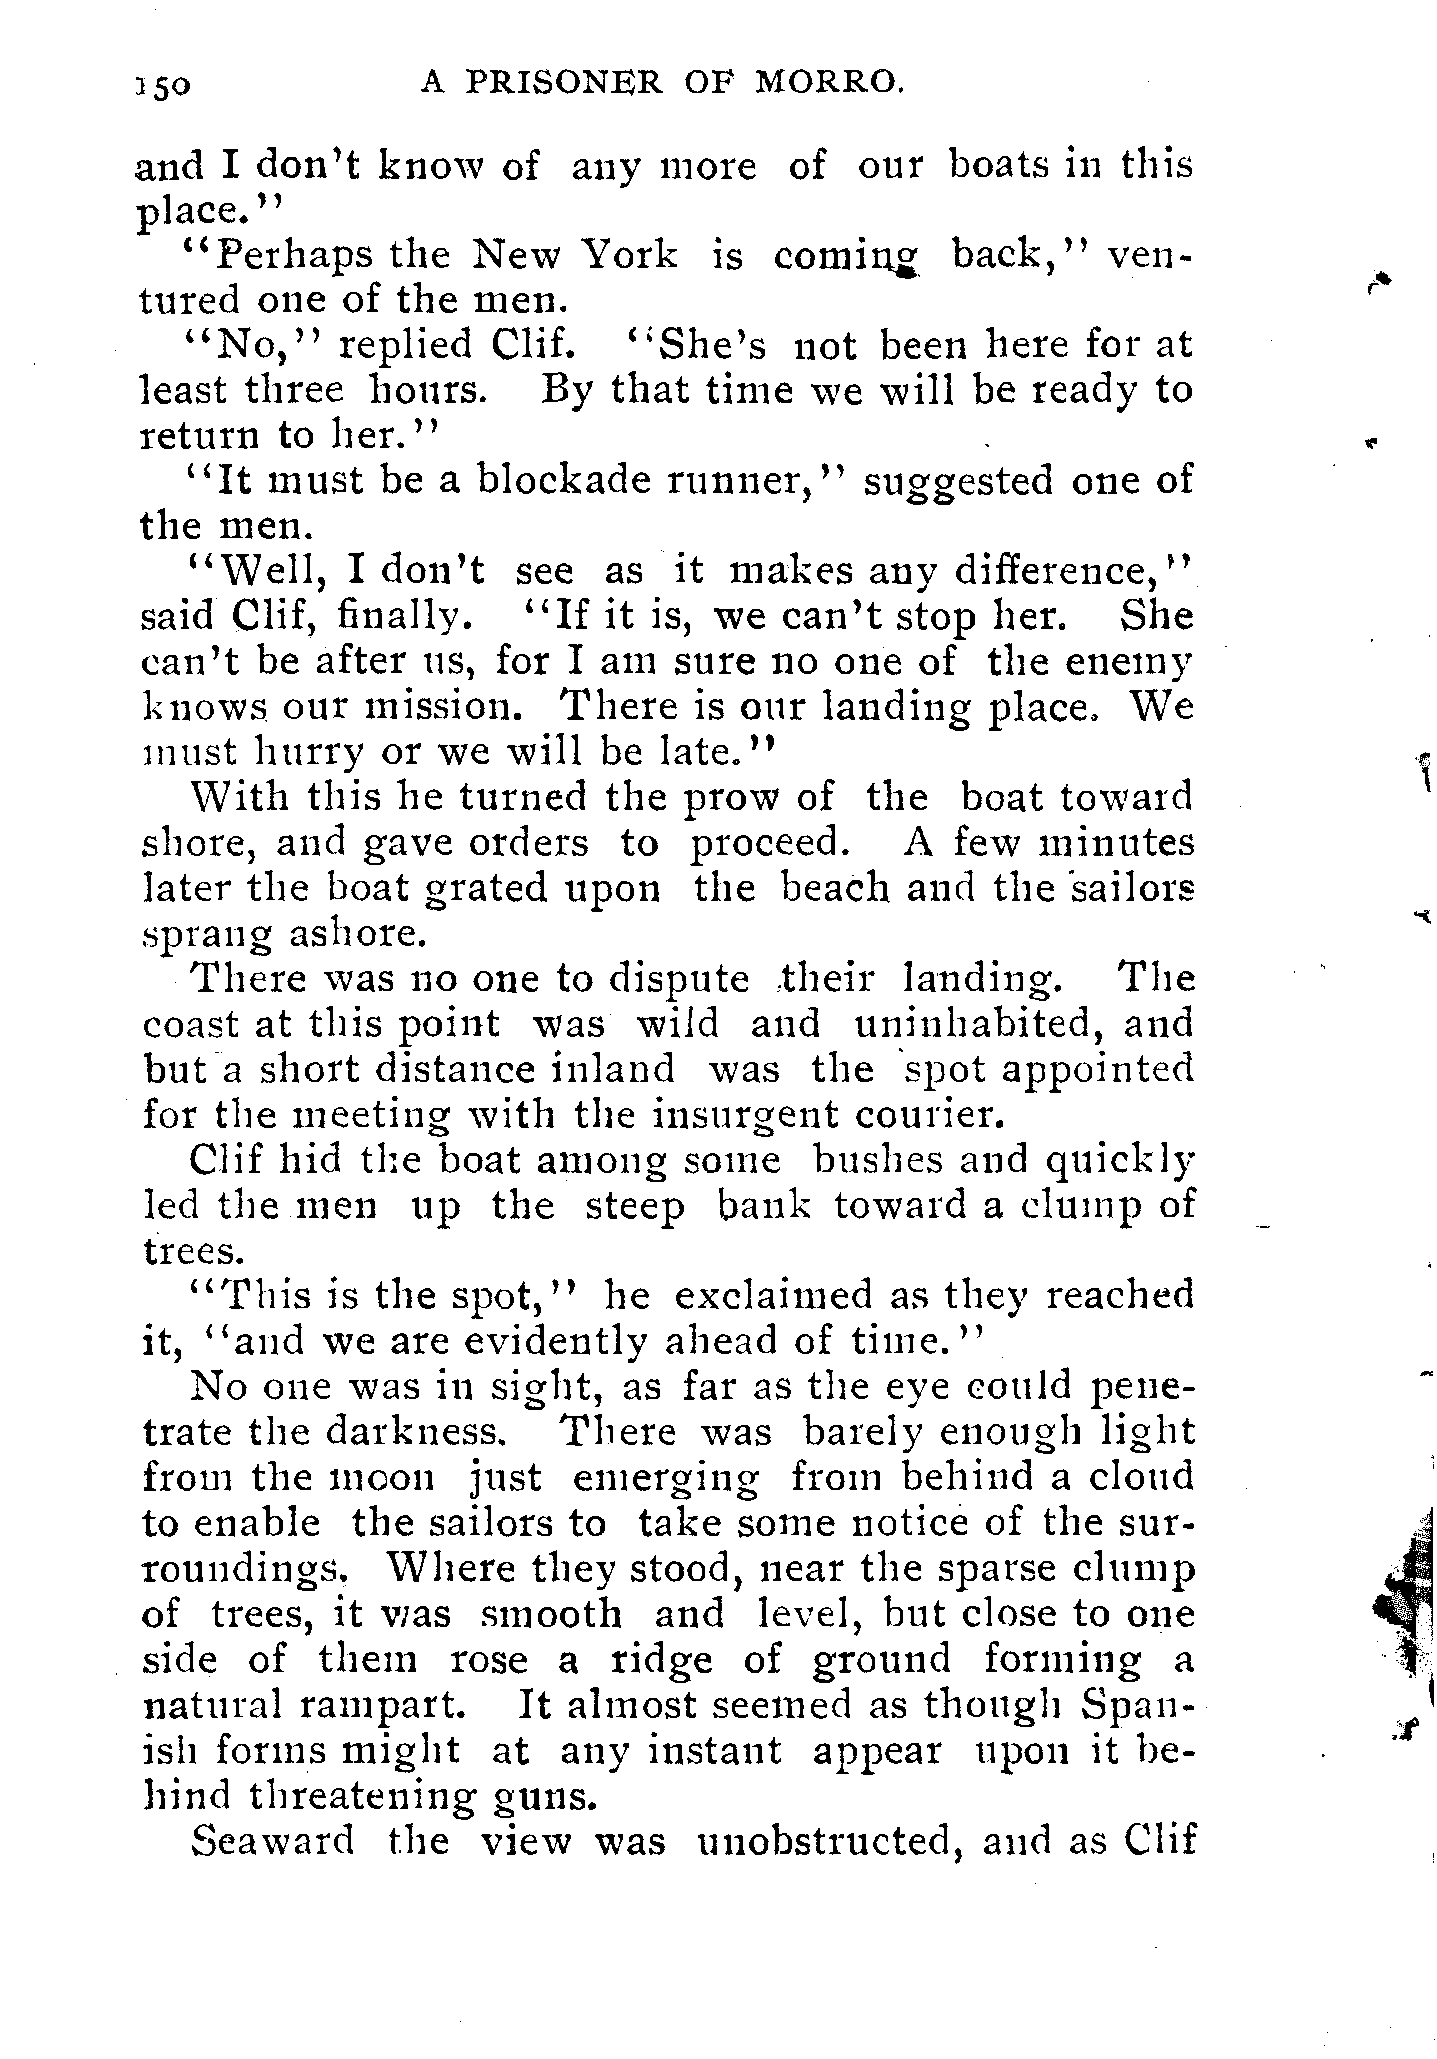 150 A PRISONER OF MORRO.
and I don't know of any more of our boats in this
place."
"Perhaps the New York is coming back," ven-
tured one of the men.
"No," replied Clif. "She's not been here for at
least three hours. By that time we will be ready to
return to her."
"It must be a blockade runner," suggested one of
the men.
"Well, I don't see as it makes any difference,"
said Clif, finally. "If it is, we can't stop her. She
can't be after us, for I am sure no one of the enemy
knows our mission. There is our landing place. We
must hurry or we will be late."
With this he turned the prow of the boat toward
shore, and gave orders to proceed. A few minutes
later the boat grated upon the beach and the sailors
sprang ashore.
There was no one to dispute their landing. The
coast at this point was wild and uninhabited, and
but a short distance inland was the spot appointed
for the meeting with the insurgent courier.
Clif hid the boat among some bushes and quickly
led the men up the steep bank toward a clump of
trees.
"This is the spot," he exclaimed as they reached
it, "and we are evidently ahead of time."
No one was in sight, as far as the eye could pene-
trate the darkness. There was barely enough light
from the moon just emerging from behind a cloud
to enable the sailors to take some notice of the sur-
roundings. Where they stood, near the sparse clump
of trees, it was smooth and level, but close to one
side of them rose a ridge of ground forming a
natural rampart. It almost seemed as though Span-
ish forms might at any instant appear upon it be-
hind threatening guns.
Seaward the view was unobstructed, and as Clif